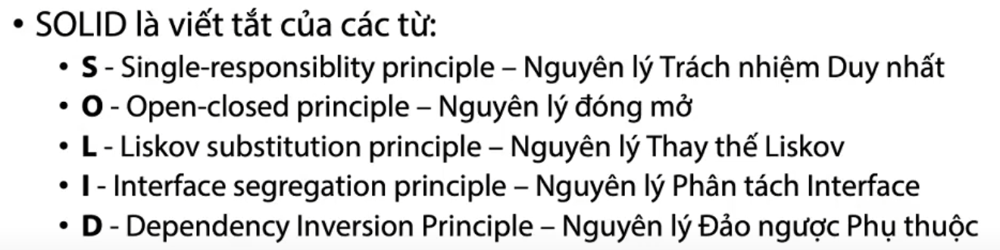 • SOLID là viết tắt của các từ:
• S - Single-responsiblity principle – Nguyên lý Trách nhiệm Duy nhất
• O - Open-closed principle – Nguyên lý đóng mở
• L - Liskov substitution principle – Nguyên lý Thay thế Liskov
• I - Interface segregation principle – Nguyên lý Phân tách Interface
• D - Dependency Inversion Principle – Nguyên lý Đảo ngược Phụ thuộc